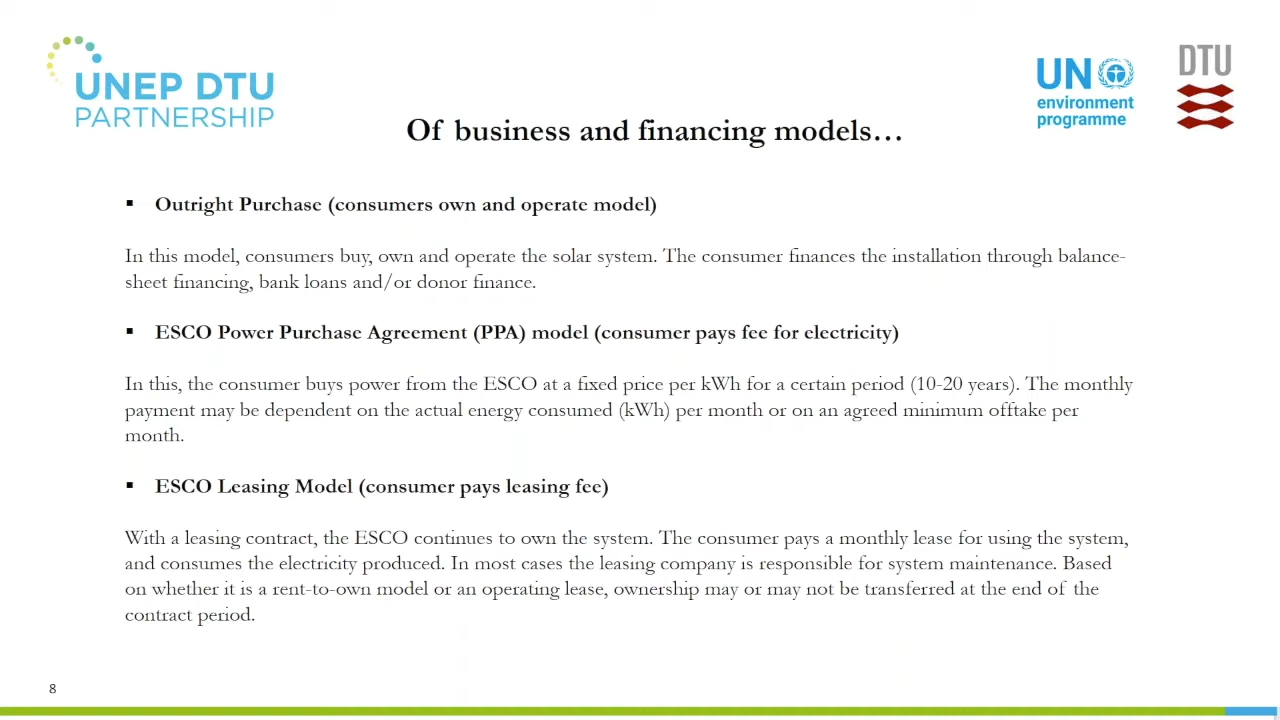 UNEP DTU
PARTNERSHIP
UN
environment
programme
DTU
Of business and financing models…
▪ Outright Purchase (consumers own and operate model)
In this model, consumers buy, own and operate the solar system. The consumer finances the installation through balance-
sheet financing, bank loans and/or donor finance.
▪ ESCO Power Purchase Agreement (PPA) model (consumer pays fee for electricity)
In this, the consumer buys power from the ESCO at a fixed price per kWh for a certain period (10-20 years). The monthly
payment may be dependent on the actual energy consumed (kWh) per month or on an agreed minimum offtake per
month.
▪ ESCO Leasing Model (consumer pays leasing fee)
With a leasing contract, the ESCO continues to own the system. The consumer pays a monthly lease for using the system,
and consumes the electricity produced. In most cases the leasing company is responsible for system maintenance. Based
on whether it is a rent-to-own model or an operating lease, ownership may or may not be transferred at the end of the
contract period.
8